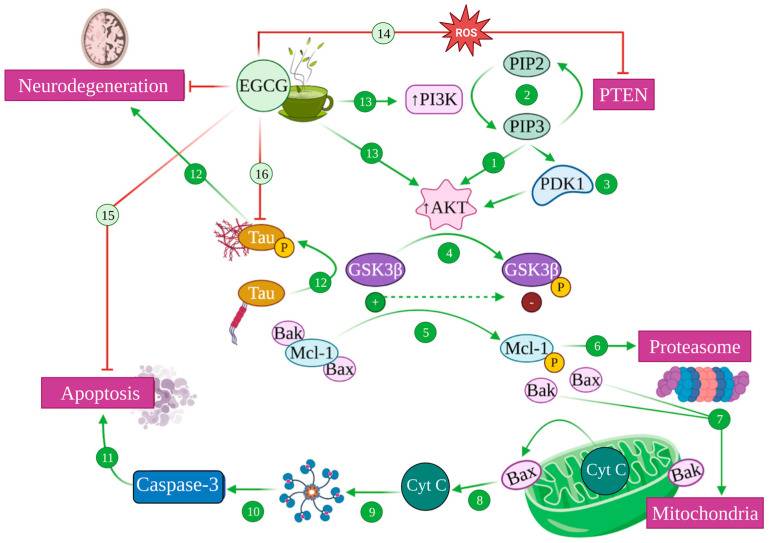 14
ROS
Neurodegeneration
EGCG
PIP2
PTEN
↑PI3K
13
2
PIP3
13
1
12
16
PDK1
3
15
↑AKT
Tau
P
4
GSK3β
GSK3β
P
12
Tau
+
-
Bak
Mcl-1
Bax
5
Mcl-1
P
6
Proteasome
Bak
Bax
7
Apoptosis
11
Caspase-3
10
9
Cyt C
8
Bax
Cyt C
Bak
Mitochondria